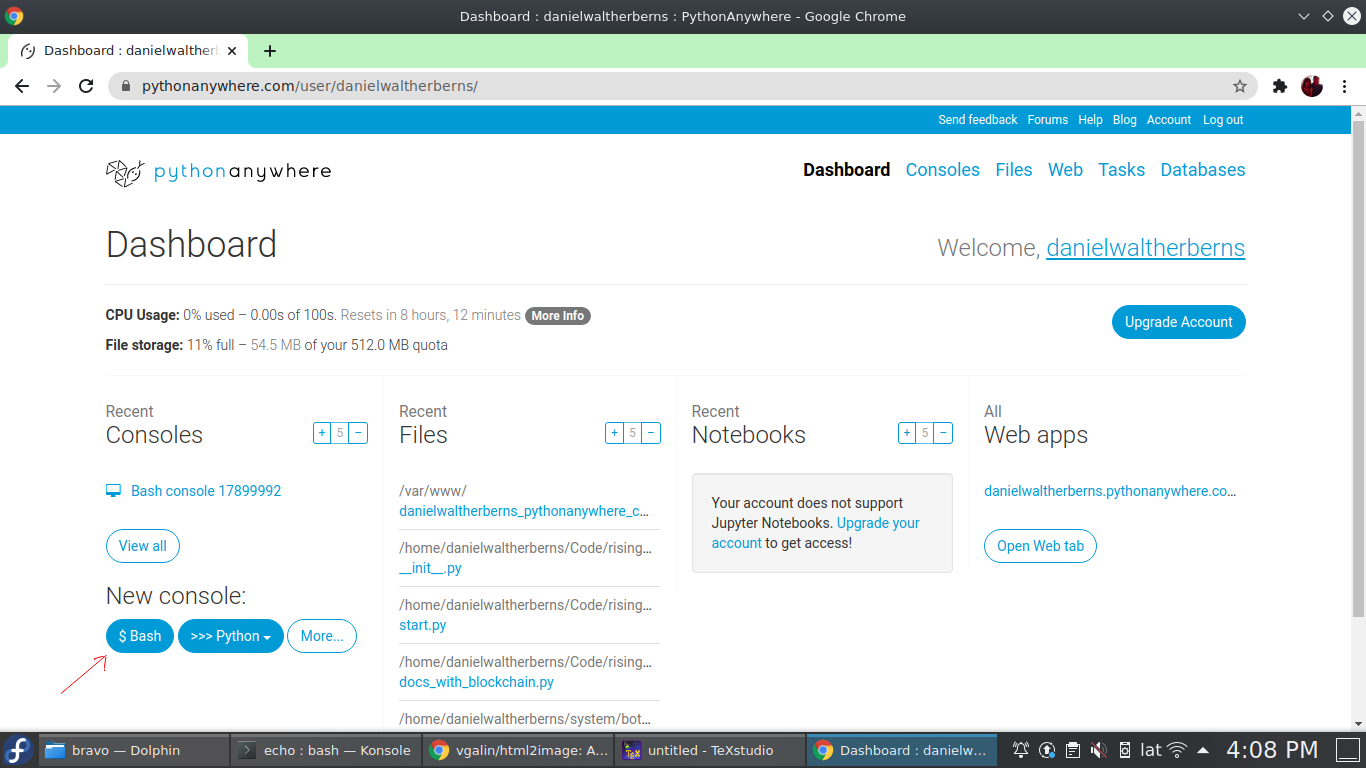 Dashboard : danielwaltherberns : PythonAnywhere - Google Chrome
Dashboard : danielwaltherl
pythonanywhere.com/user/danielwaltherberns/
Send feedback Forums Help Blog Account Log out
pythonanywhere
Dashboard Consoles Files Web Tasks Databases
Dashboard
Welcome, danielwaltherberns
CPU Usage: 0% used – 0.00s of 100s. Resets in 8 hours, 12 minutes More Info
Upgrade Account
File storage: 11% full – 54.5 MB of your 512.0 MB quota
Recent
Consoles
+ 5 −
Bash console 17899992
View all
New console:
$ Bash >>> Python More...
Recent
Files
+ 5 −
/var/www/
danielwaltherberns_pythonanywhere_c...
/home/danielwaltherberns/Code/rising...
__init__.py
/home/danielwaltherberns/Code/rising...
start.py
/home/danielwaltherberns/Code/rising...
docs_with_blockchain.py
/home/danielwaltherberns/system/bot...
Recent
Notebooks
+ 5 −
Your account does not support
Jupyter Notebooks. Upgrade your
account to get access!
All
Web apps
danielwaltherberns.pythonanywhere.co...
Open Web tab
bravo — Dolphin
echo : bash — Konsole
vgalin/html2image: A...
untitled - TeXstudio
Dashboard : danielw...
lat
4:08 PM